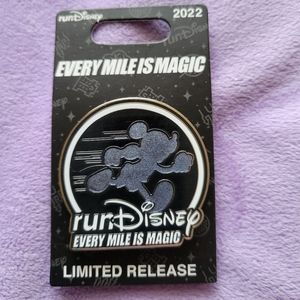 runDisney 2022
EVERY MILE IS MAGIC
runDisney
EVERY MILE IS MAGIC
LIMITED RELEASE